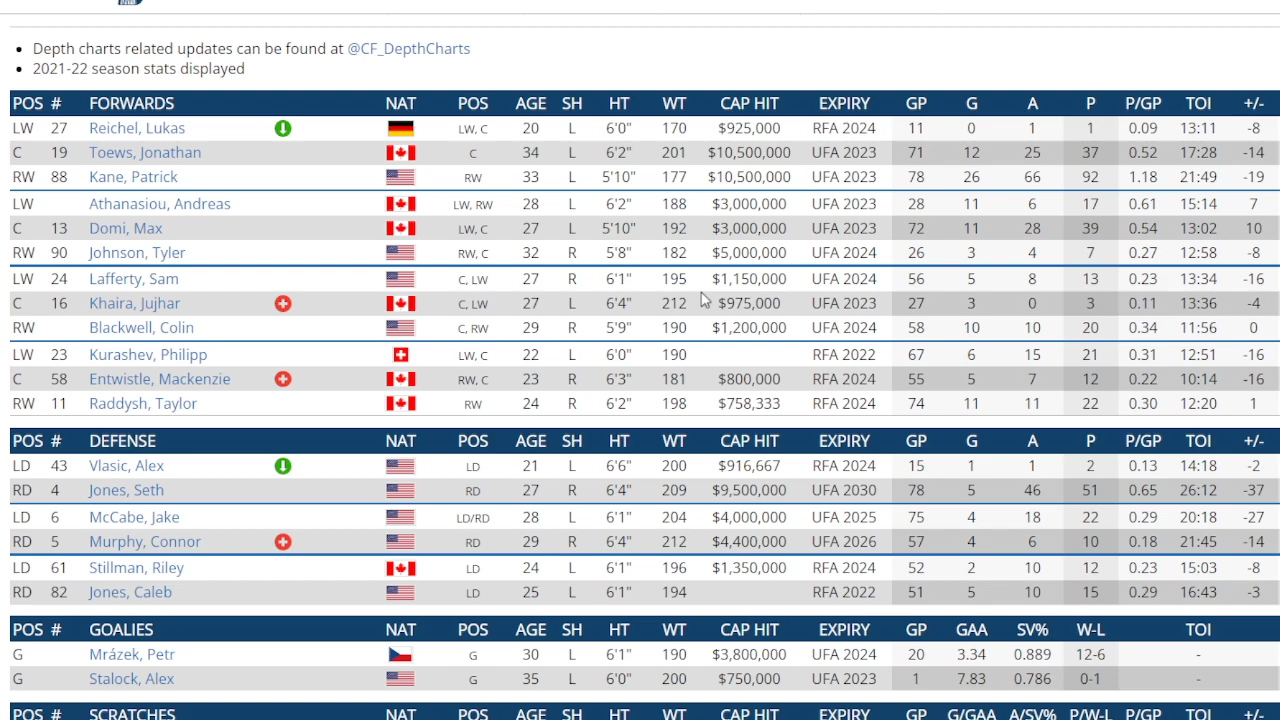 Depth charts related updates can be found at @CF_DepthCharts
2021-22 season stats displayed
POS # FORWARDS NAT POS AGE SH HT WT CAP HIT EXPIRY GP G A P P/GP TOI +/-
LW 27 Reichel, Lukas LW, C 20 L 6'0" 170 $925,000 RFA 2024 11 0 1 1 0.09 13:11 -8
C 19 Toews, Jonathan C 34 L 6'2" 201 $10,500,000 UFA 2023 71 12 25 0.52 17:28 -14
RW 88 Kane, Patrick RW 33 L 5'10" 177 $10,500,000 UFA 2023 78 26 66 1.18 21:49 -19
LW Athanasiou, Andreas LW, RW 28 L 6'2" 188 $3,000,000 UFA 2023 28 11 6 17 0.61 15:14 7
C 13 Domi, Max LW, C 27 L 5'10" 192 $3,000,000 UFA 2023 72 11 28 39 0.54 13:02 10
RW 90 Johnson, Tyler RW, C 32 R 5'8" 182 $5,000,000 UFA 2024 26 3 4 7 0.27 12:58 -8
LW 24 Lafferty, Sam C, LW 27 R 6'1" 195 $1,150,000 UFA 2024 56 5 8 13 0.23 13:34 -16
C 16 Khaira, Jujhar C, LW 27 L 6'4" 212 $975,000 UFA 2023 27 3 0 3 0.11 13:36 -4
RW Blackwell, Colin C, RW 29 R 5'9" 190 $1,200,000 UFA 2024 58 10 10 0.34 11:56 0
LW 23 Kurashev, Philipp LW, C 22 L 6'0" 190 RFA 2022 67 6 15 21 0.31 12:51 -16
C 58 Entwistle, Mackenzie RW, C 23 R 6'3" 181 $800,000 RFA 2024 55 5 7 12 0.22 10:14 -16
RW 11 Raddysh, Taylor RW 24 R 6'2" 198 $758,333 RFA 2024 74 11 11 22 0.30 12:20 1
POS # DEFENSE NAT POS AGE SH HT WT CAP HIT EXPIRY GP G A P P/GP TOI +/-
LD 43 Vlasic, Alex LD 21 L 6'6" 200 $916,667 RFA 2024 15 1 1 2 0.13 14:18 -2
RD 4 Jones, Seth RD 27 R 6'4" 209 $9,500,000 UFA 2030 78 5 46 51 0.65 26:12 -37
LD 6 McCabe, Jake LD/RD 28 L 6'1" 204 $4,000,000 UFA 2025 75 4 18 22 0.29 20:18 -27
RD 5 Murphy, Connor RD 29 R 6'4" 212 $4,400,000 UFA 2026 57 4 6 0.18 21:45 -14
LD 61 Stillman, Riley LD 24 L 6'1" 196 $1,350,000 RFA 2024 52 2 10 12 0.23 15:03 -8
RD 82 Jones, Caleb LD 25 L 6'1" 194 RFA 2022 51 5 10 15 0.29 16:43 -3
POS # GOALIES NAT POS AGE SH HT WT CAP HIT EXPIRY GP GAA SV% W-L TOI
G Mrázek, Petr G 30 L 6'1" 190 $3,800,000 UFA 2024 20 3.34 0.889 12-6 -
G Stalock, Alex G 35 L 6'0" 200 $750,000 UFA 2023 1 7.83 0.786 -
POS # SCRATCHES NAT POS AGE SH HT WT CAP HIT EXPIRY GP G/GAA A/SV% P/W-L P/GP TOI +/-